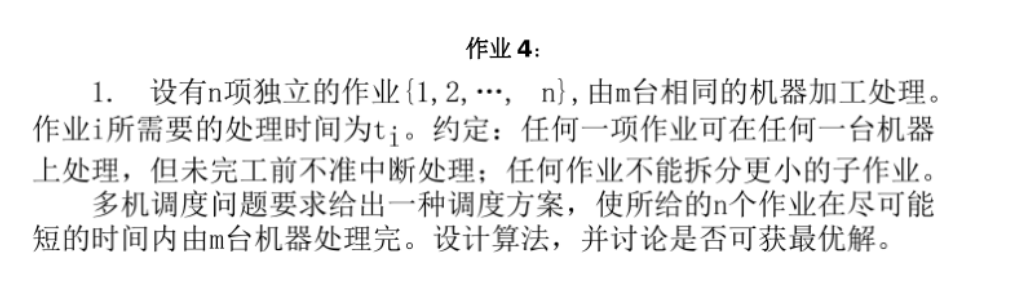 作业 4：
1. 设有n项独立的作业{1,2,…, n},由m台相同的机器加工处理。
作业i所需要的处理时间为ti。约定：任何一项作业可在任何一台机器
上处理，但未完工前不准中断处理；任何作业不能拆分更小的子作业。
多机调度问题要求给出一种调度方案，使所给的n个作业在尽可能
短的时间内由m台机器处理完。设计算法，并讨论是否可获最优解。